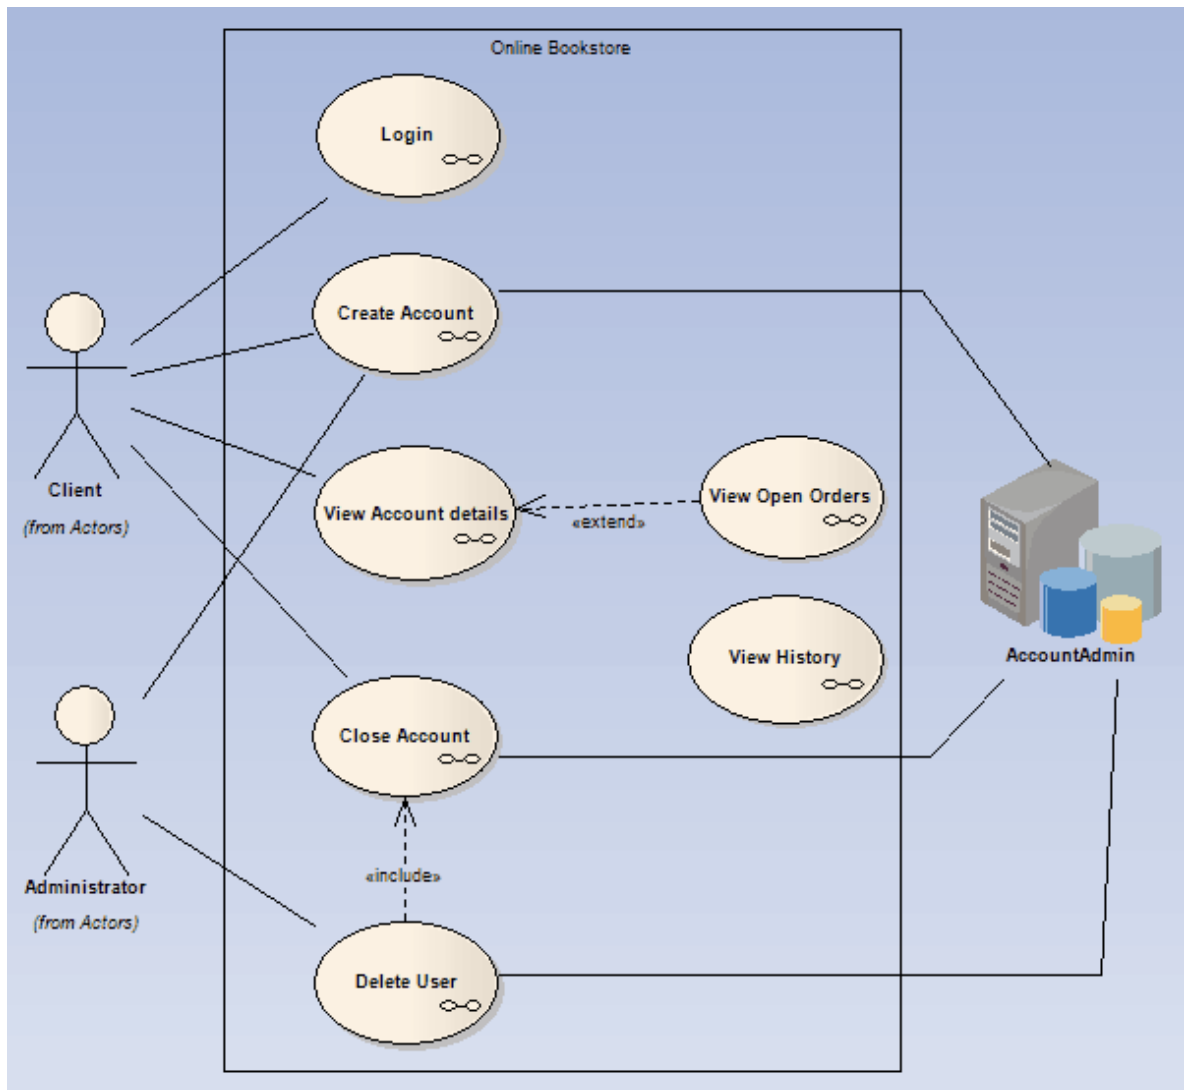 Online Bookstore
Login
Create Account
Client
(from Actors)
View Account details
«extend»
View Open Orders
View History
AccountAdmin
Close Account
«include»
Administrator
(from Actors)
Delete User